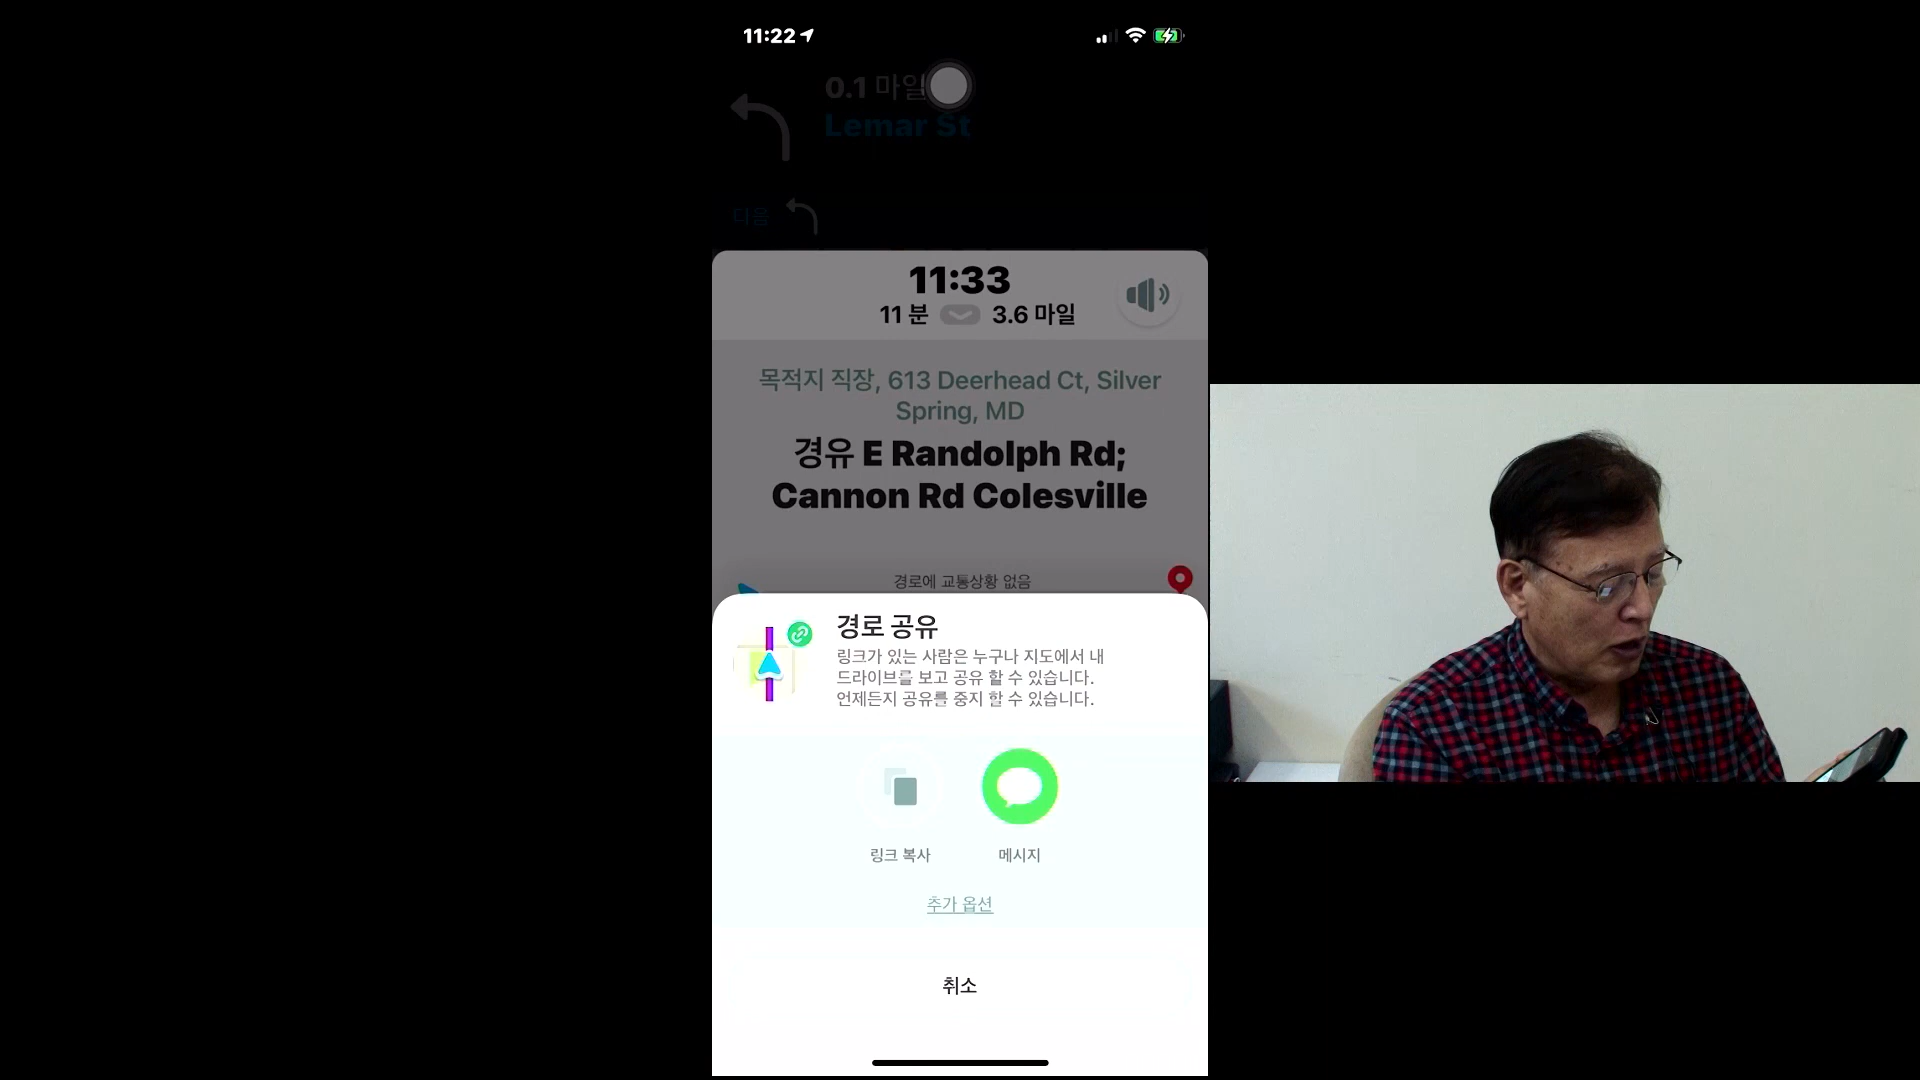 11:22
0.1 마일
Lemar St
다음
11:33
11 분 3.6 마일
목적지 직장, 613 Deerhead Ct, Silver
Spring, MD
경유 E Randolph Rd;
Cannon Rd Colesville
경로에 교통상황 없음
경로 공유
링크가 있는 사람은 누구나 지도에서 내
드라이브를 보고 공유 할 수 있습니다.
언제든지 공유를 중지 할 수 있습니다.
링크 복사
메시지
추가 옵션
취소